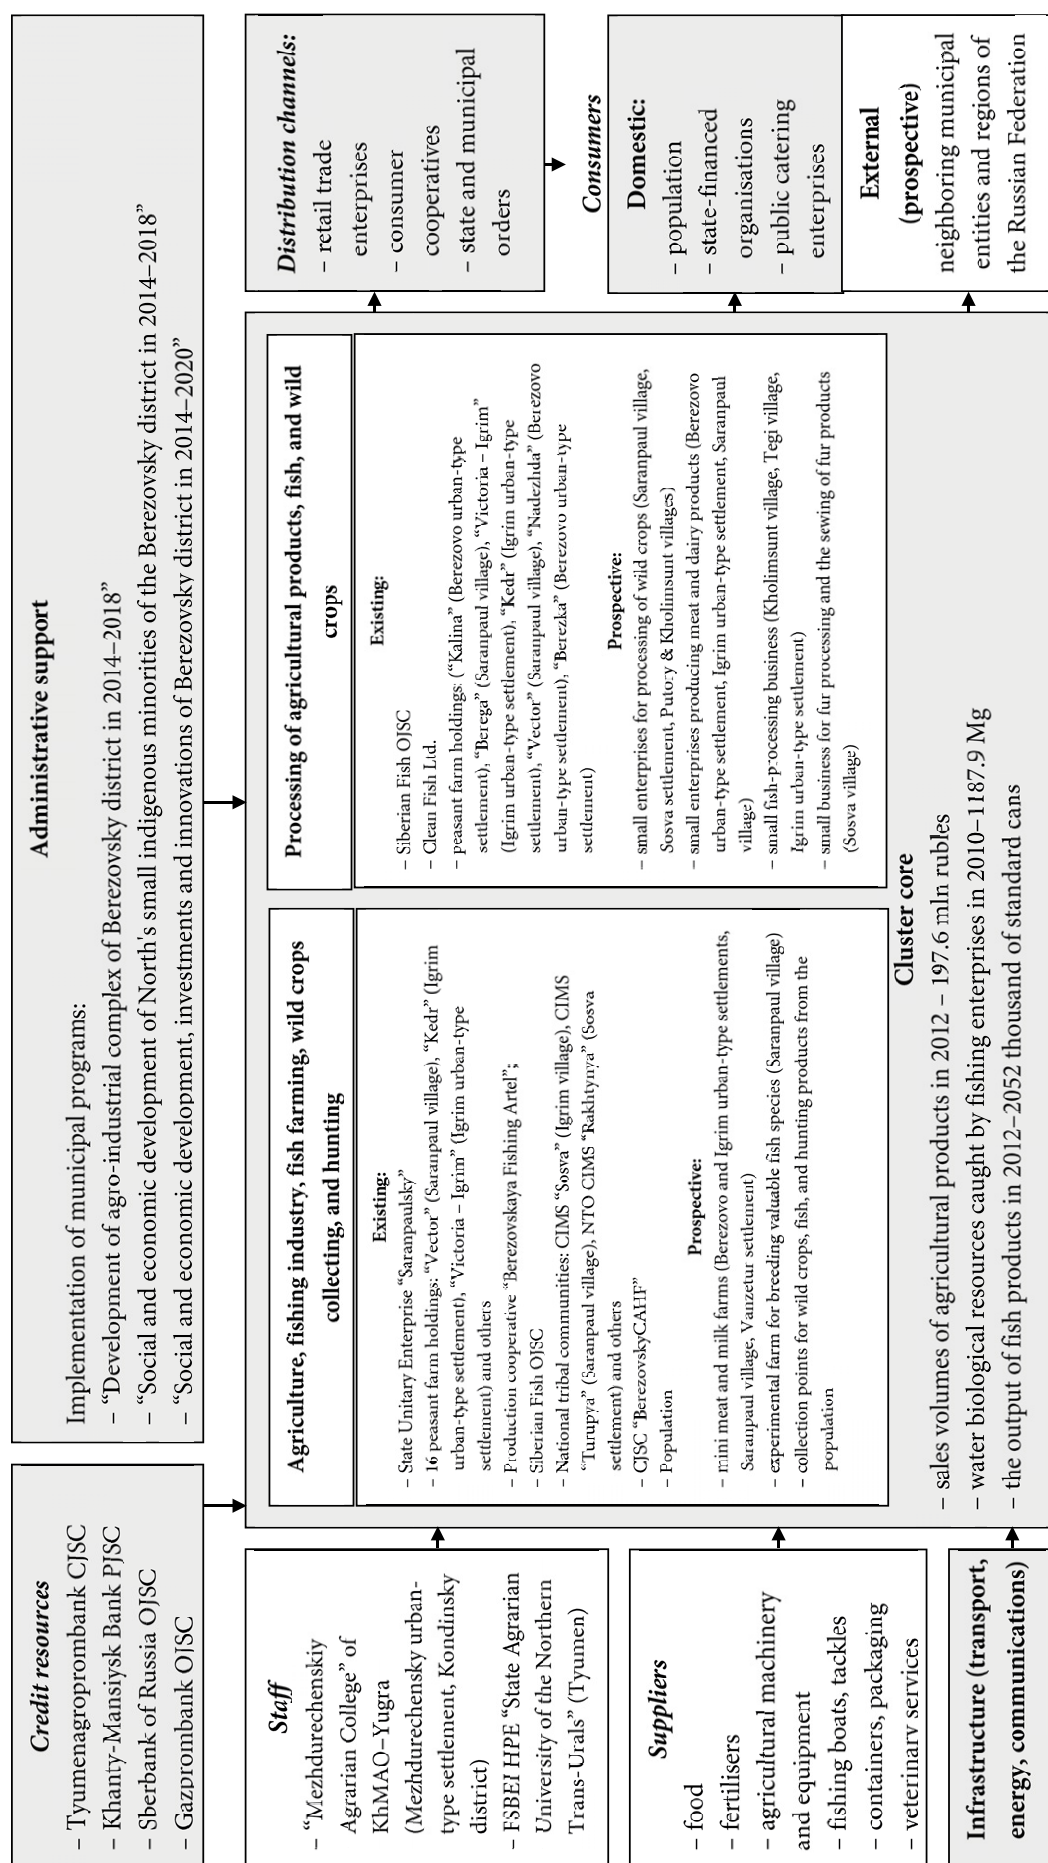 Credit resources
– Tyumenagroprombank CJSC
– Khanty-Mansiysk Bank PJSC
– Sberbank of Russia OJSC
– Gazprombank OJSC
Administrative support
Implementation of municipal programs:
– “Development of agro-industrial complex of Berezovsky district in 2014–2018”
– “Social and economic development of North's small indigenous minorities of the Berezovsky district in 2014–2018”
– “Social and economic development, investments and innovations of Berezovsky district in 2014–2020”
Staff
– “Mezhdurechenskiy
Agrarian College” of
KhMAO–Yugra
(Mezhdurechensky urban-
type settlement, Kondinsky
district)
– FSBEI HPE “State Agrarian
University of the Northern
Trans-Urals” (Tyumen)
Suppliers
– food
– fertilisers
– agricultural machinery
and equipment
– fishing boats, tackles
– containers, packaging
– veterinary services
Infrastructure (transport,
energy, communications)
Agriculture, fishing industry, fish farming, wild crops
collecting, and hunting
Existing:
– State Unitary Enterprise “Saranpaulsky”
– 16 peasant farm holdings: “Vector” (Saranpaul village), “Kedr” (Igrim
urban-type settlement), “Victoria – Igrim” (Igrim urban-type
settlement) and others
– Production cooperative “Berezovskaya Fishing Artel”;
– Siberian Fish OJSC
– National tribal communities: CIMS “Sosva” (Igrim village), CIMS
“Turupya” (Saranpaul village), NTO CIMS “Rakhtynya” (Sosva
settlement) and others
– CJSC “BerezovskyCAHF”
– Population
Prospective:
– mini meat and milk farms (Berezovo and Igrim urban-type settlements,
Saranpaul village, Vanzetur settlement)
– experimental farm for breeding valuable fish species (Saranpaul village)
– collection points for wild crops, fish, and hunting products from the
population
Processing of agricultural products, fish, and wild
crops
Existing:
– Siberian Fish OJSC
– Clean Fish Ltd.
– peasant farm holdings: (“Kalina” (Berezovo urban-type
settlement), “Berega” (Saranpaul village), “Victoria – Igrim”
(Igrim urban-type settlement), “Kedr” (Igrim urban-type
settlement), “Vector” (Saranpaul village), “Nadezhda” (Berezovo
urban-type settlement), “Berezka” (Berezovo urban-type
settlement)
Prospective:
– small enterprises for processing of wild crops (Saranpaul village,
Sosva settlement, Putory & Kholimsunt villages)
– small enterprises producing meat and dairy products (Berezovo
urban-type settlement, Igrim urban-type settlement, Saranpaul
village)
– small fish-processing business (Kholimsunt village, Tegi village,
Igrim urban-type settlement)
– small business for fur processing and the sewing of fur products
(Sosva village)
Cluster core
– sales volumes of agricultural products in 2012 – 197.6 mln rubles
– water biological resources caught by fishing enterprises in 2010–1187.9 Mg
– the output of fish products in 2012–2052 thousand of standard cans
Distribution channels:
– retail trade
enterprises
– consumer
cooperatives
– state and municipal
orders
Consumers
Domestic:
– population
– state-financed
organisations
– public catering
enterprises
External
(prospective)
neighboring municipal
entities and regions of
the Russian Federation